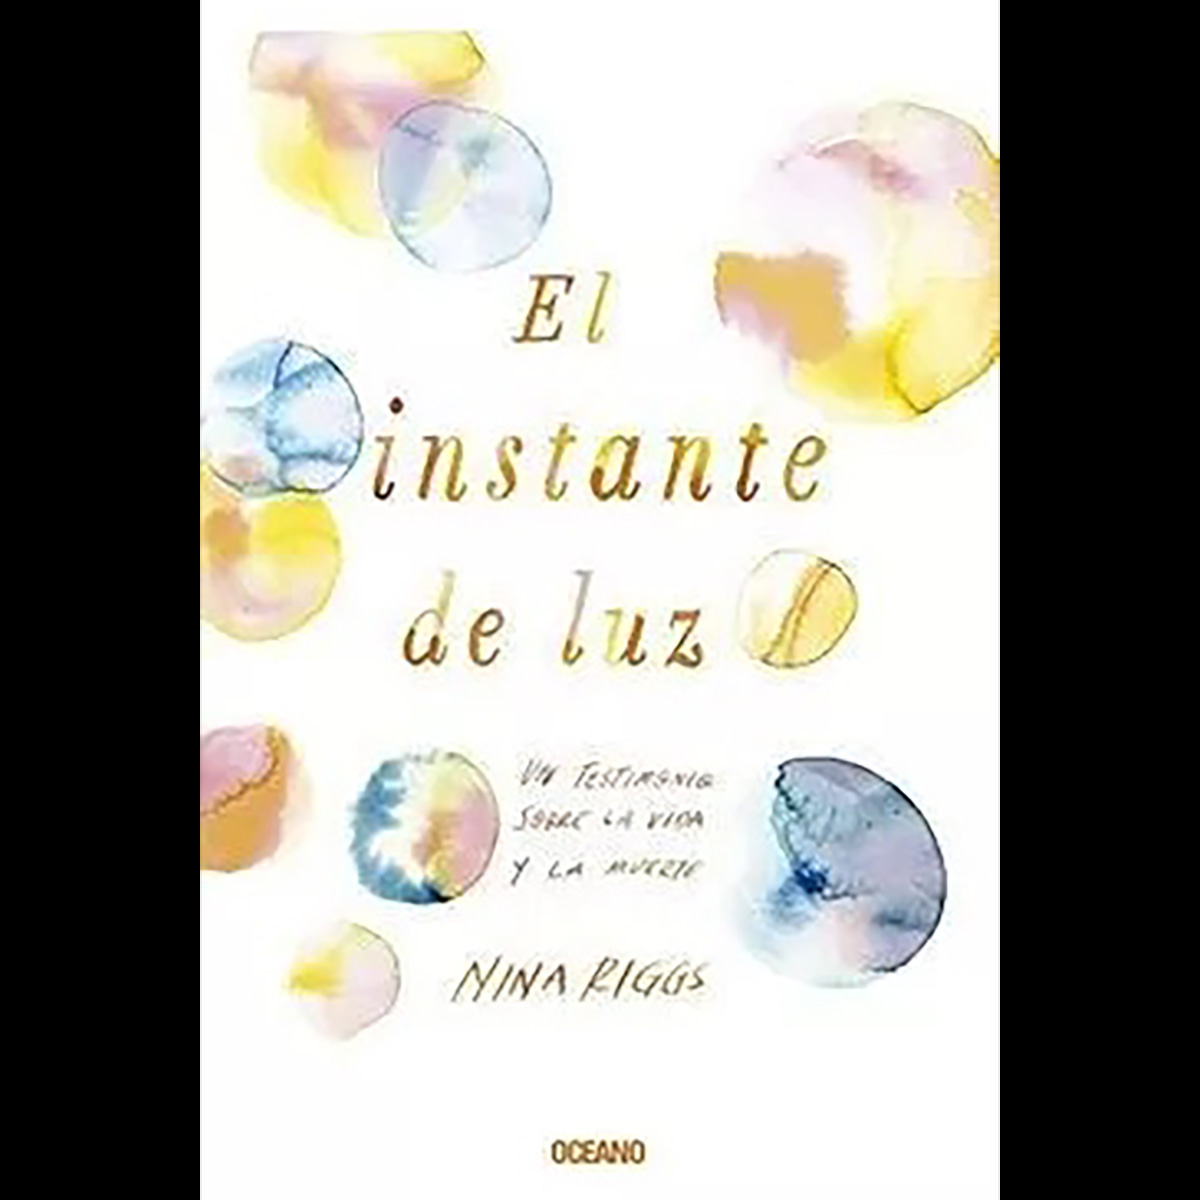 El
instante
de luz
UN TESTIMONIO
SOBRE LA VIDA
Y LA MUERTE
NINA RIGGS
OCEANO